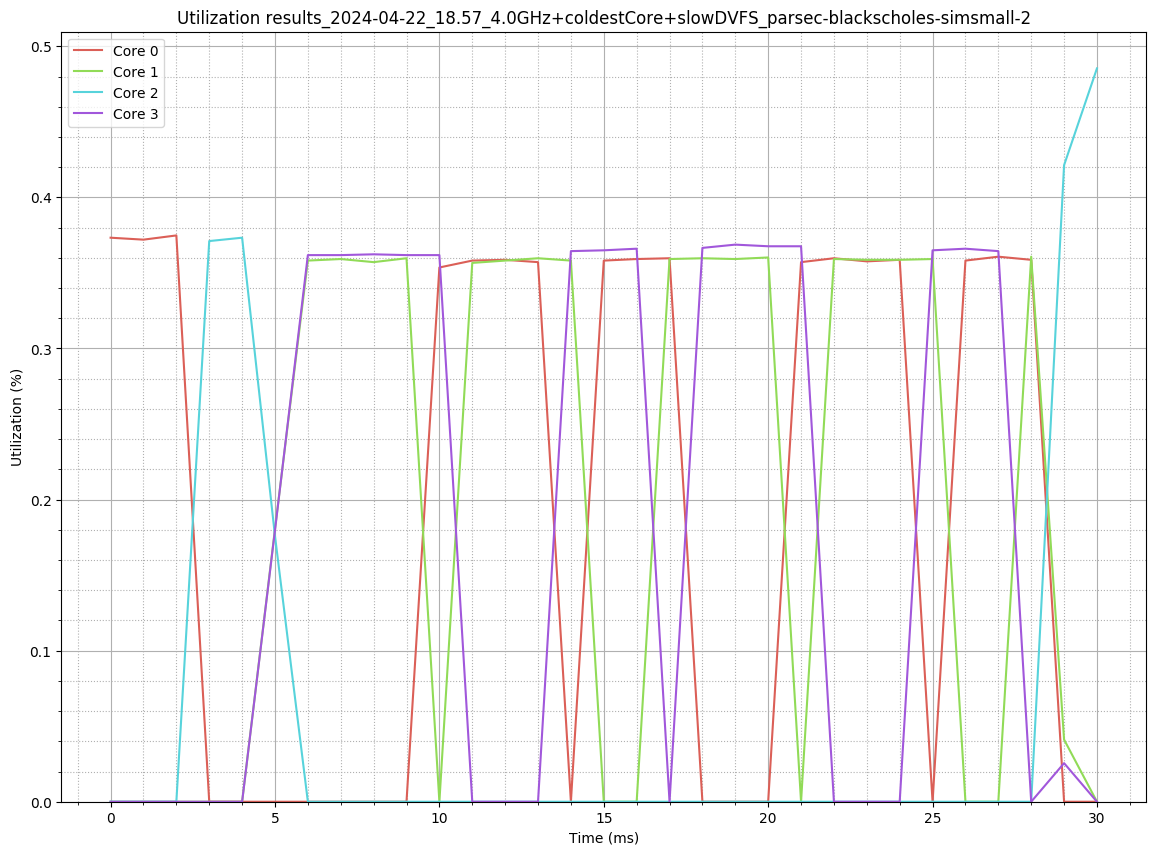 Utilization results_2024-04-22_18.57_4.0GHz+coldestCore+slowDVFS_parsec-blackscholes-simsmall-2
Core 0
Core 1
Core 2
Core 3
0.5
0.4
0.3
0.2
0.1
0.0
Utilization (%)
0 5 10 15 20 25 30
Time (ms)